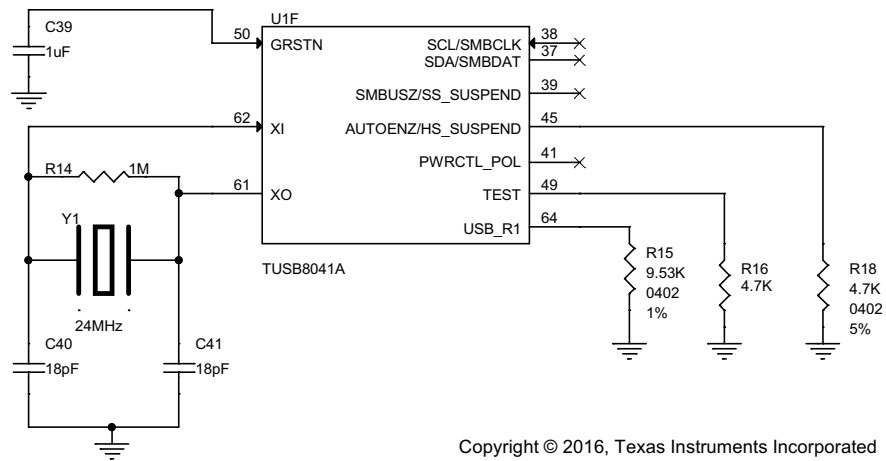 U1F
C39
1uF
50
GRSTN
SCL/SMBCLK
38
SDA/SMBDAT
37
SMBUSZ/SS_SUSPEND
39
62
XI
AUTOENZ/HS_SUSPEND
45
R14
1M
PWRCTL_POL
41
61
XO
TEST
49
Y1
USB_R1
64
TUSB8041A
R15
9.53K
0402
1%
R16
4.7K
R18
4.7K
0402
5%
24MHz
C40
18pF
C41
18pF
Copyright © 2016, Texas Instruments Incorporated